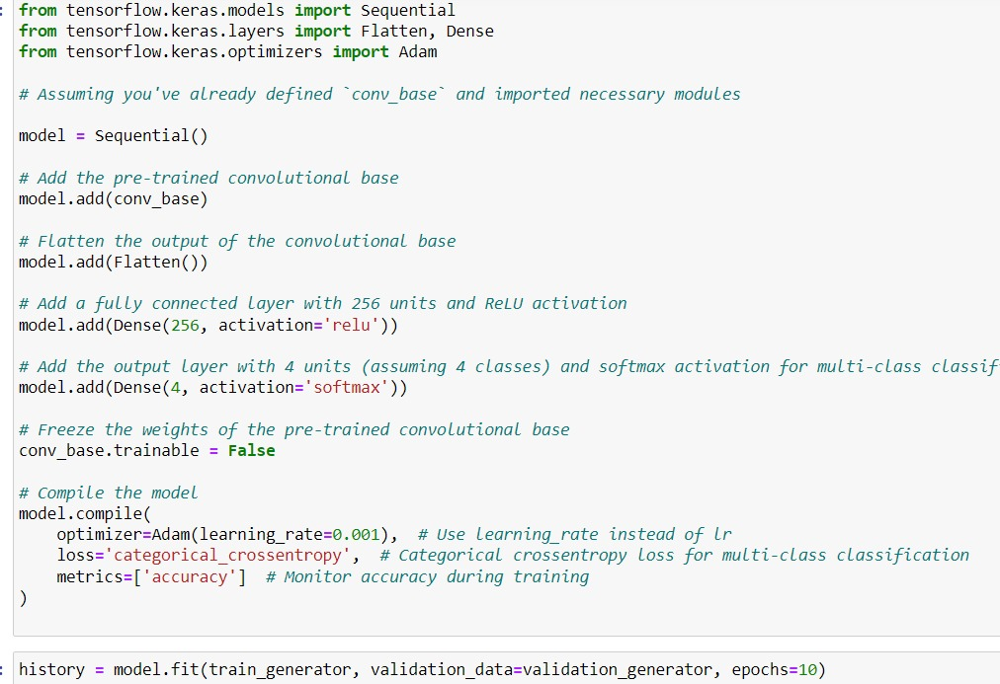 from tensorflow.keras.models import Sequential
from tensorflow.keras.layers import Flatten, Dense
from tensorflow.keras.optimizers import Adam
# Assuming you've already defined `conv_base` and imported necessary modules
model = Sequential()
# Add the pre-trained convolutional base
model.add(conv_base)
# Flatten the output of the convolutional base
model.add(Flatten())
# Add a fully connected layer with 256 units and ReLU activation
model.add(Dense(256, activation='relu'))
# Add the output layer with 4 units (assuming 4 classes) and softmax activation for multi-class classif
model.add(Dense(4, activation='softmax'))
# Freeze the weights of the pre-trained convolutional base
conv_base.trainable = False
# Compile the model
model.compile(
    optimizer=Adam(learning_rate=0.001),  # Use learning_rate instead of lr
    loss='categorical_crossentropy',  # Categorical crossentropy loss for multi-class classification
    metrics=['accuracy']  # Monitor accuracy during training
)
history = model.fit(train_generator, validation_data=validation_generator, epochs=10)